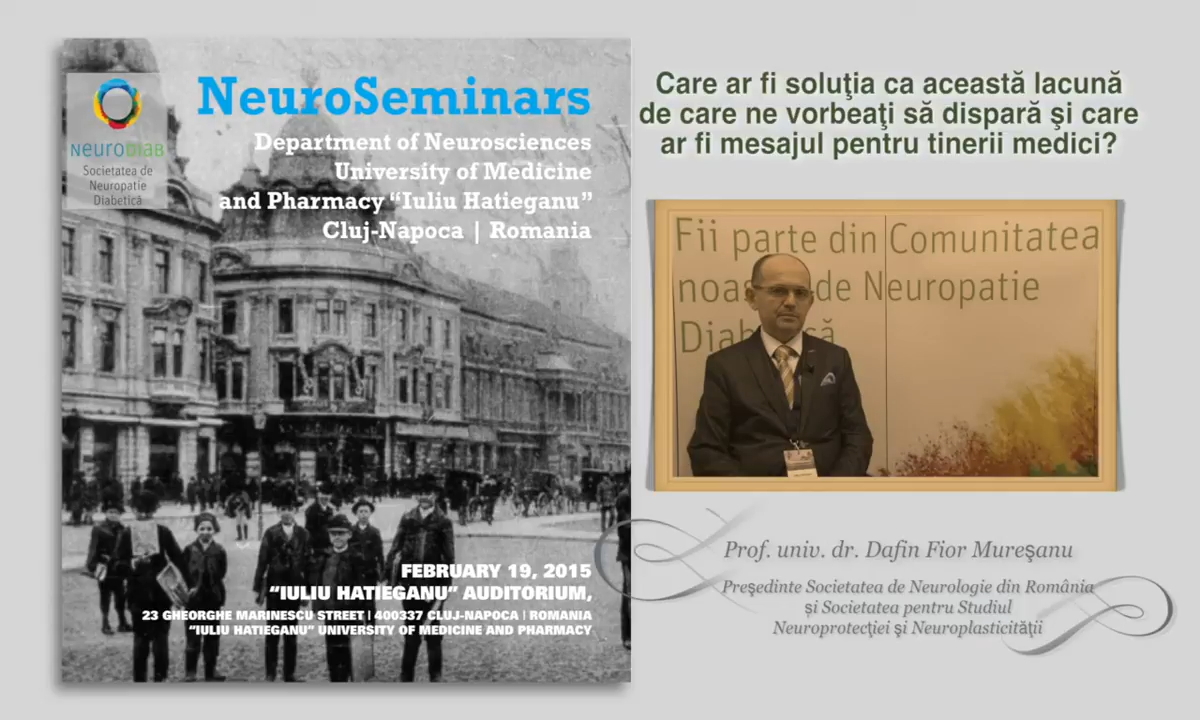 NeuroSeminars
neurodiab
Societatea de
Neuropatie
Diabetică
Department of Neurosciences
University of Medicine
and Pharmacy “Iuliu Hatieganu”
Cluj-Napoca | Romania
FEBRUARY 19, 2015
“IULIU HATIEGANU” AUDITORIUM,
23 GHEORGHE MARINESCU STREET | 400337 CLUJ-NAPOCA | ROMANIA
“IULIU HATIEGANU” UNIVERSITY OF MEDICINE AND PHARMACY
Care ar fi soluţia ca această lacună
de care ne vorbeaţi să dispară şi care
ar fi mesajul pentru tinerii medici?
Fii parte din Comunitatea
de Neuropatie
Prof. univ. dr. Dafin Fior Mureşanu
Preşedinte Societatea de Neurologie din România
şi Societatea pentru Studiul
Neuroprotecţiei şi Neuroplasticităţii